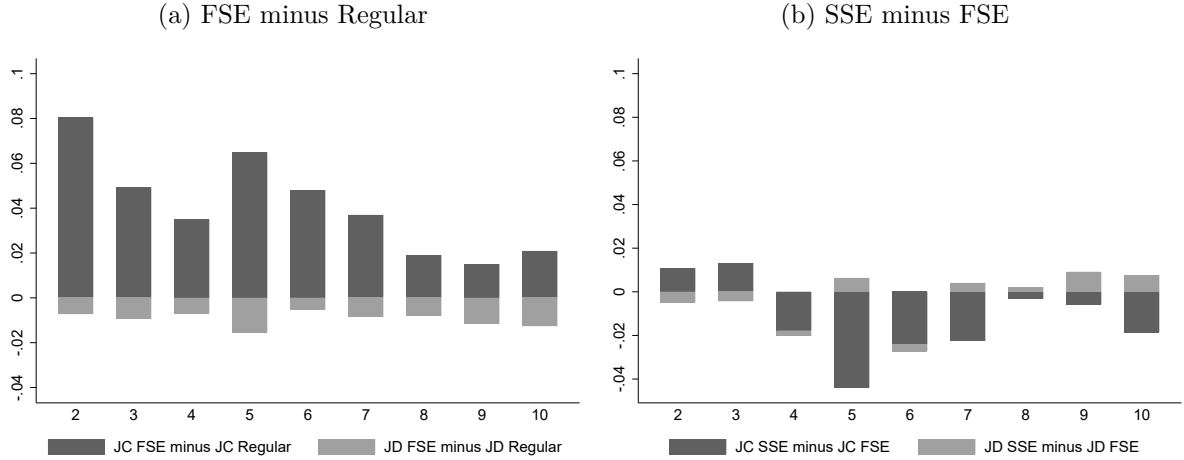 (a) FSE minus Regular
.1
.08
.06
.04
.02
0
-.02
-.04
2 3 4 5 6 7 8 9 10
JC FSE minus JC Regular JD FSE minus JD Regular
(b) SSE minus FSE
.1
.08
.06
.04
.02
0
-.02
-.04
2 3 4 5 6 7 8 9 10
JC SSE minus JC FSE JD SSE minus JD FSE